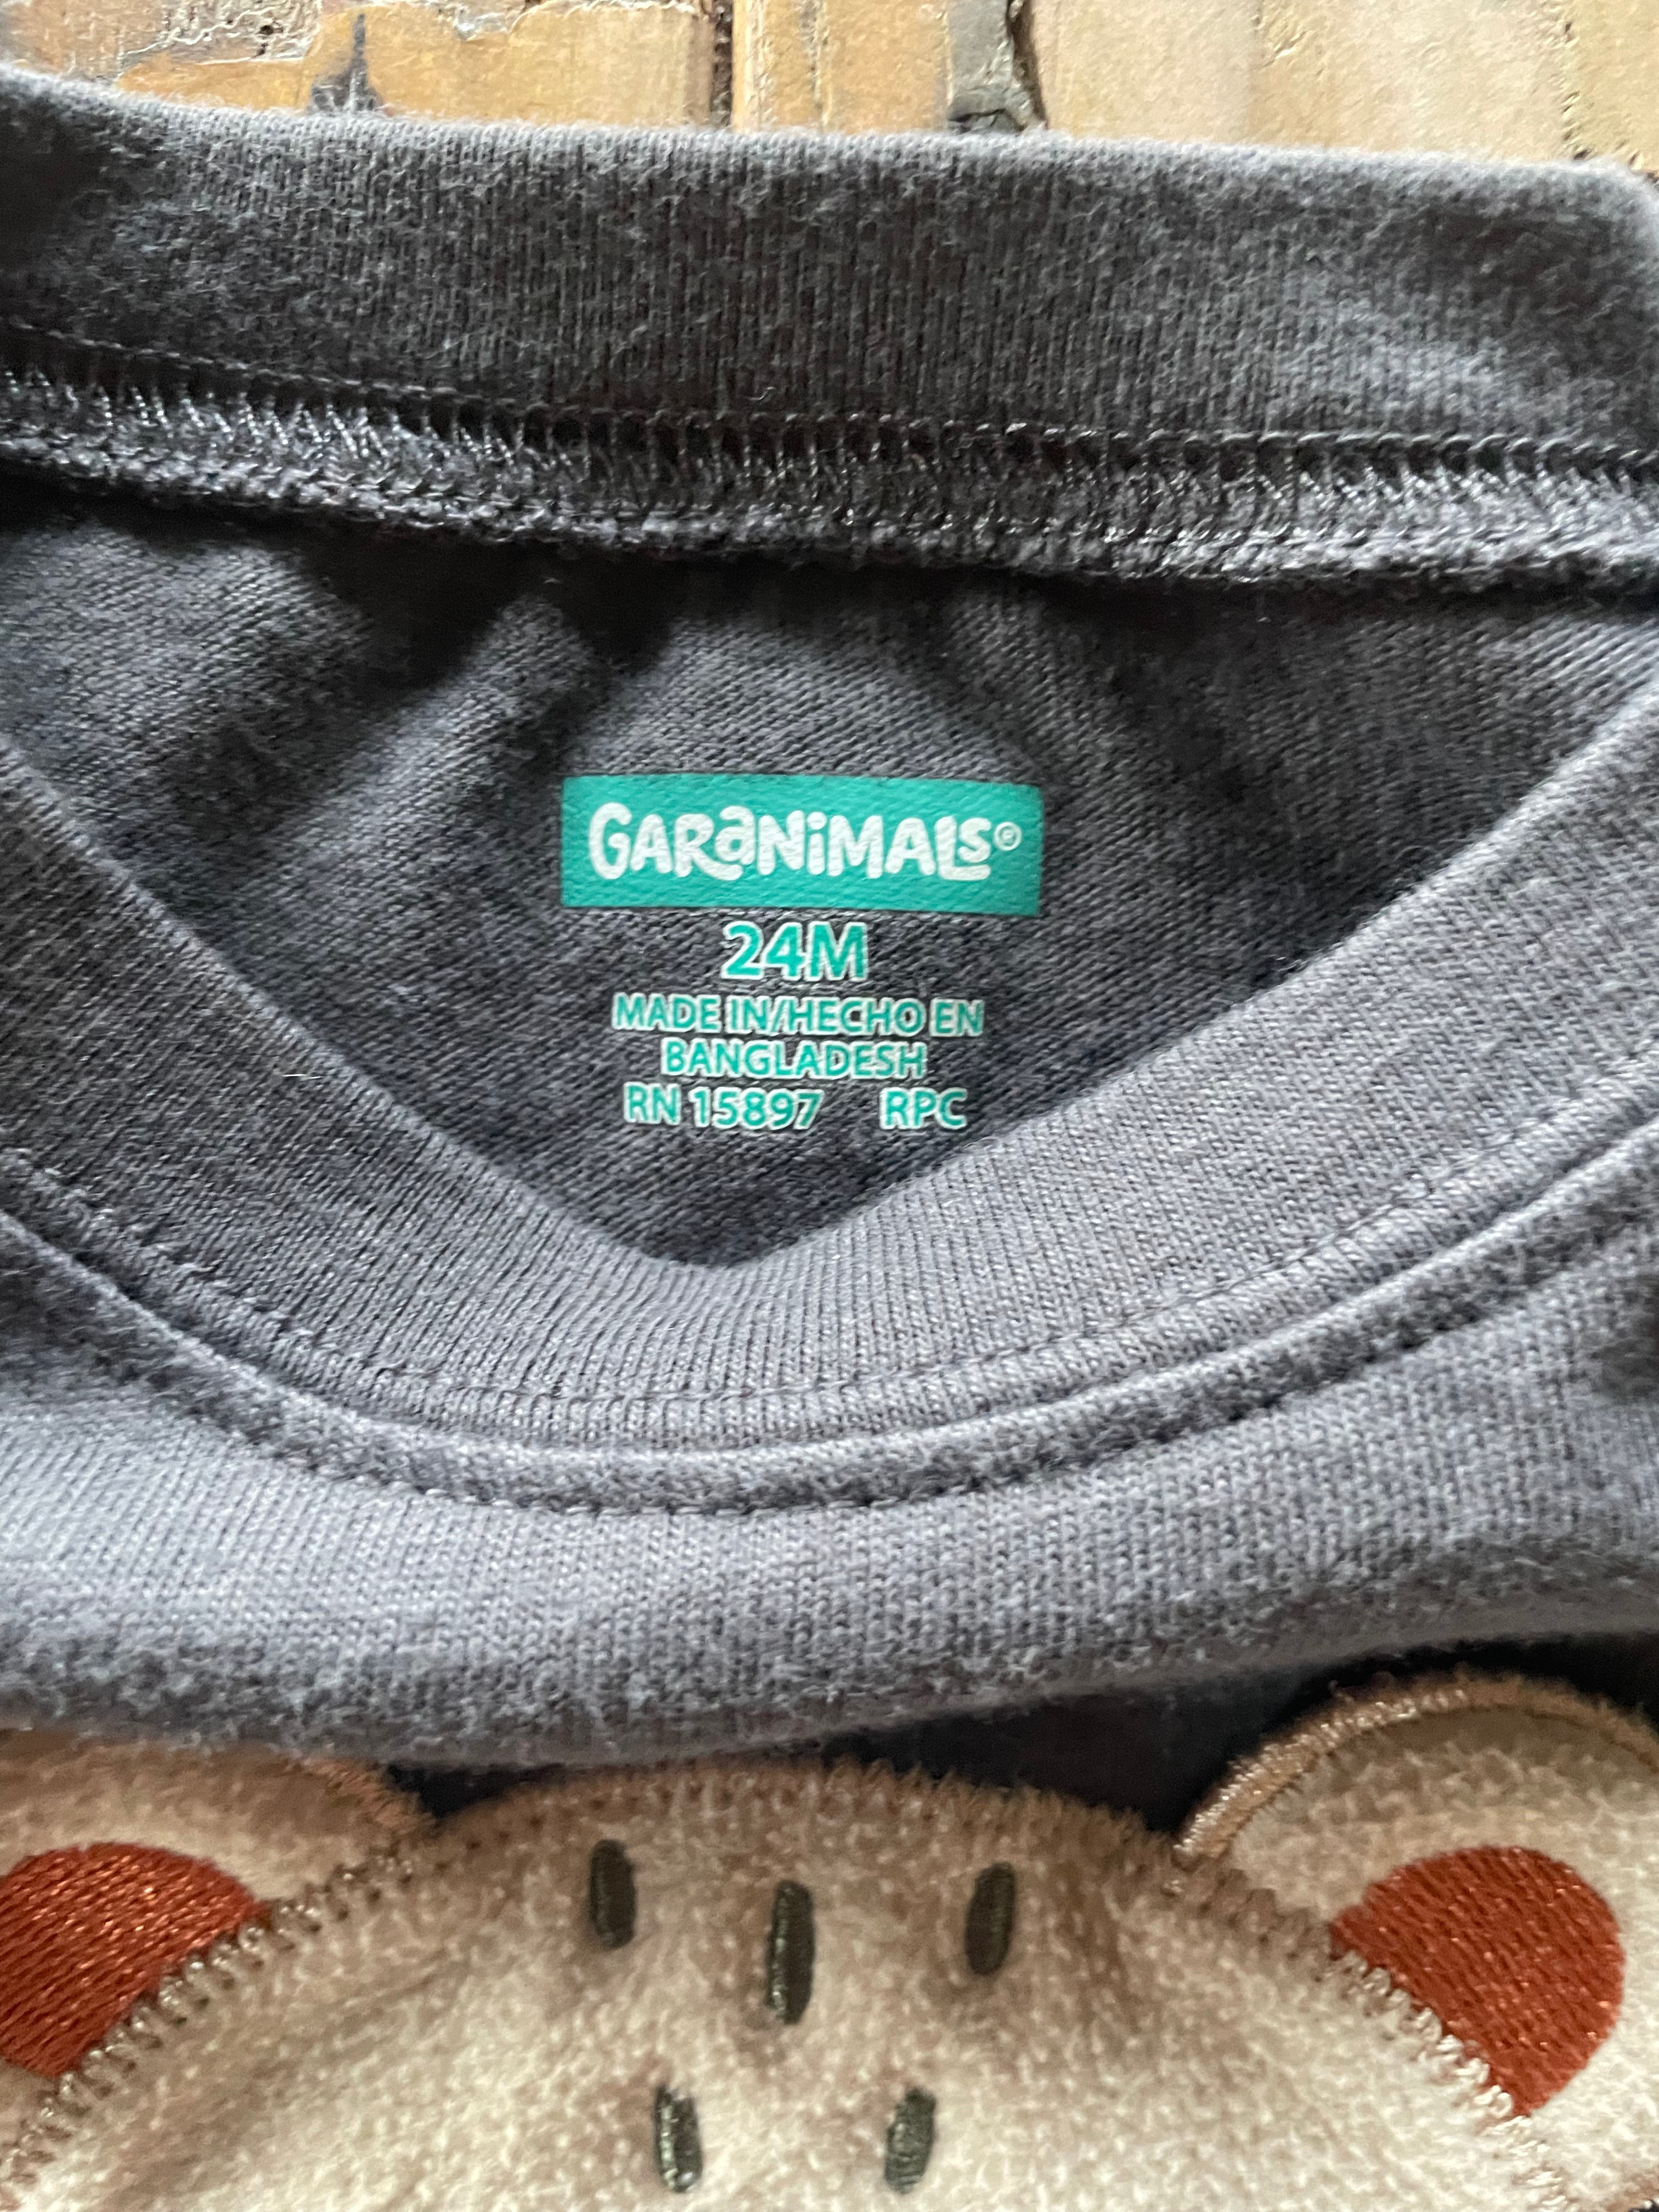 GARANIMALS®
24M
MADE IN/HECHO EN
BANGLADESH
RN 15897 RPC